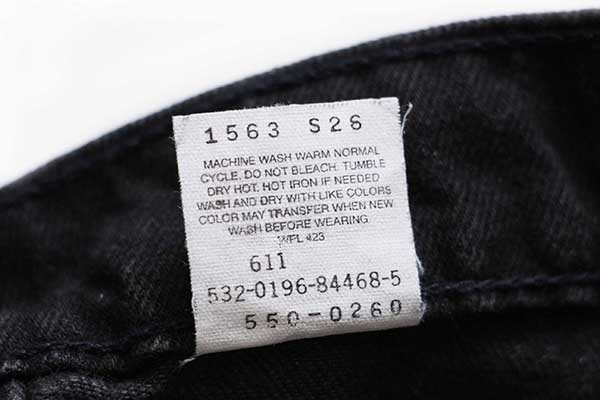 1563 S26
MACHINE WASH WARM NORMAL
CYCLE. DO NOT BLEACH. TUMBLE
DRY HOT. HOT IRON IF NEEDED
WASH AND DRY WITH LIKE COLORS
COLOR MAY TRANSFER WHEN NEW
WASH BEFORE WEARING
WPL 423
611
532-0196-84468-5
550-0260